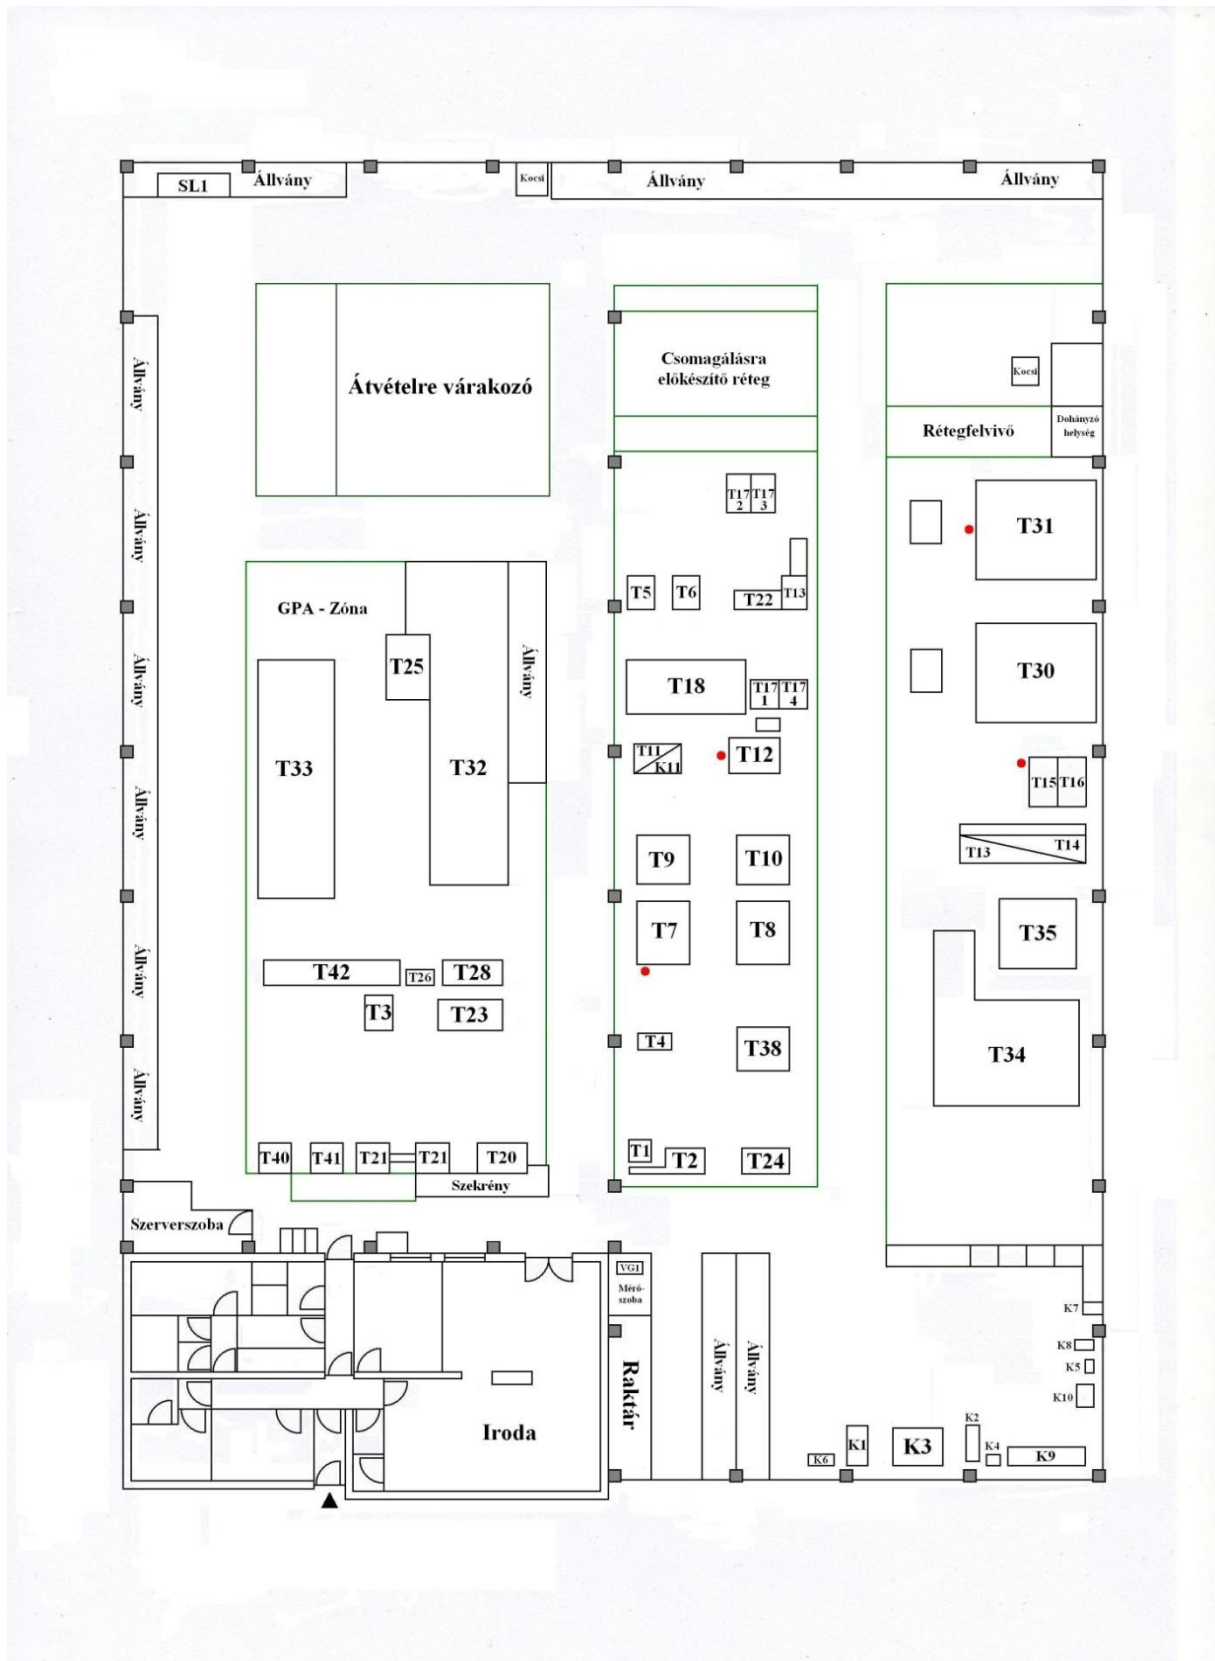 SL1
Állvány
Kocsi
Állvány
Állvány
Állvány
Állvány
Állvány
Állvány
Állvány
Állvány
Átvételre várakozó
Csomagálásra
előkészítő réteg
Kocsi
Rétegfelvivő
Dohányzó
helység
T17
2
T17
3
T31
T5
T6
T22
T13
GPA - Zóna
T25
Állvány
T33
T32
T18
T17
1
T17
4
T30
T11
K11
T12
T15
T16
T13
T14
T9
T10
T7
T8
T35
T42
T26
T28
T3
T23
T4
T38
T34
T40
T41
T21
T21
T20
Szekrény
T1
T2
T24
Szerverszoba
VG1
Mérő-
szoba
Raktár
Állvány
Állvány
Iroda
K7
K8
K5
K10
K2
K1
K3
K4
K6
K9